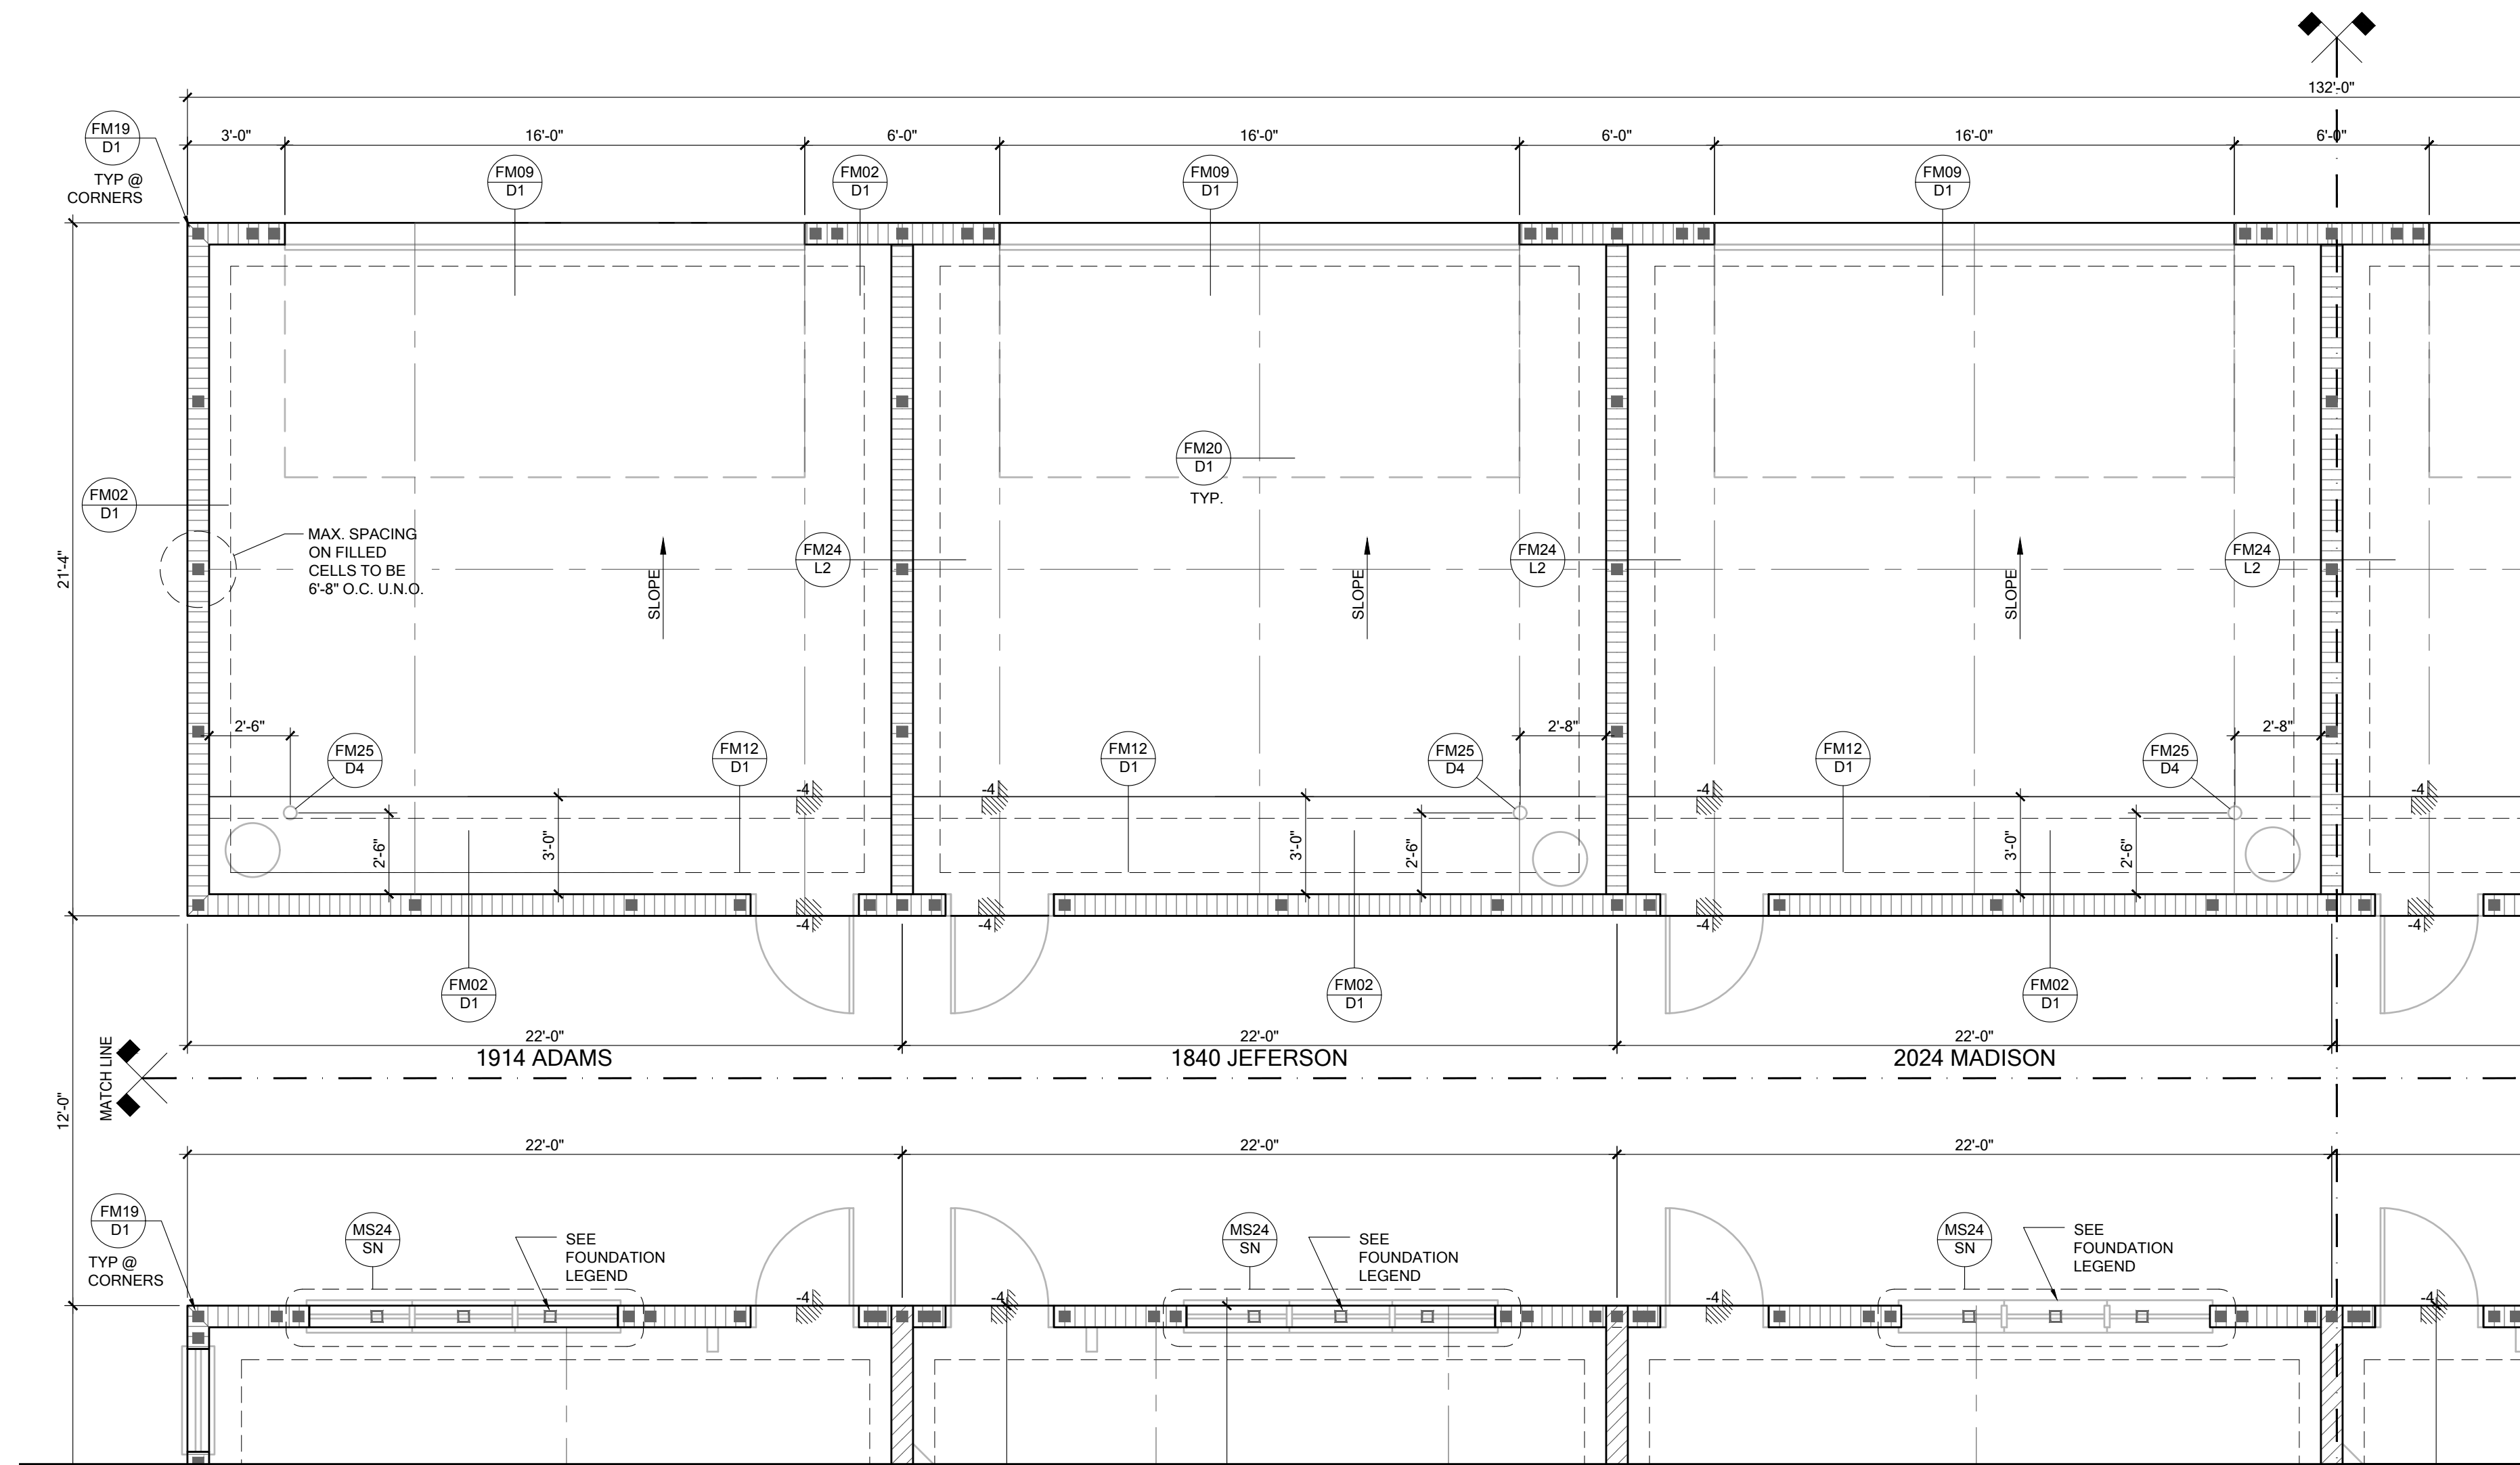 132'-0"
3'-0"
16'-0"
6'-0"
16'-0"
6'-0"
16'-0"
6'-0"
FM19
D1
TYP @
CORNERS
FM09
D1
FM02
D1
FM09
D1
FM09
D1
FM02
D1
21'-4"
MAX. SPACING
ON FILLED
CELLS TO BE
6'-8" O.C. U.N.O.
SLOPE
FM24
L2
FM20
D1
TYP.
SLOPE
FM24
L2
SLOPE
FM24
L2
2'-6"
FM25
D4
FM12
D1
FM12
D1
FM25
D4
2'-8"
FM12
D1
FM25
D4
2'-8"
-4
-4
-4
-4
2'-6"
3'-0"
3'-0"
2'-6"
3'-0"
2'-6"
-4
-4
-4
-4
FM02
D1
FM02
D1
FM02
D1
22'-0"
22'-0"
22'-0"
1914 ADAMS
1840 JEFERSON
2024 MADISON
MATCH LINE
12'-0"
22'-0"
22'-0"
22'-0"
FM19
D1
TYP @
CORNERS
MS24
SN
SEE
FOUNDATION
LEGEND
MS24
SN
SEE
FOUNDATION
LEGEND
MS24
SN
SEE
FOUNDATION
LEGEND
-4
-4
-4
-4